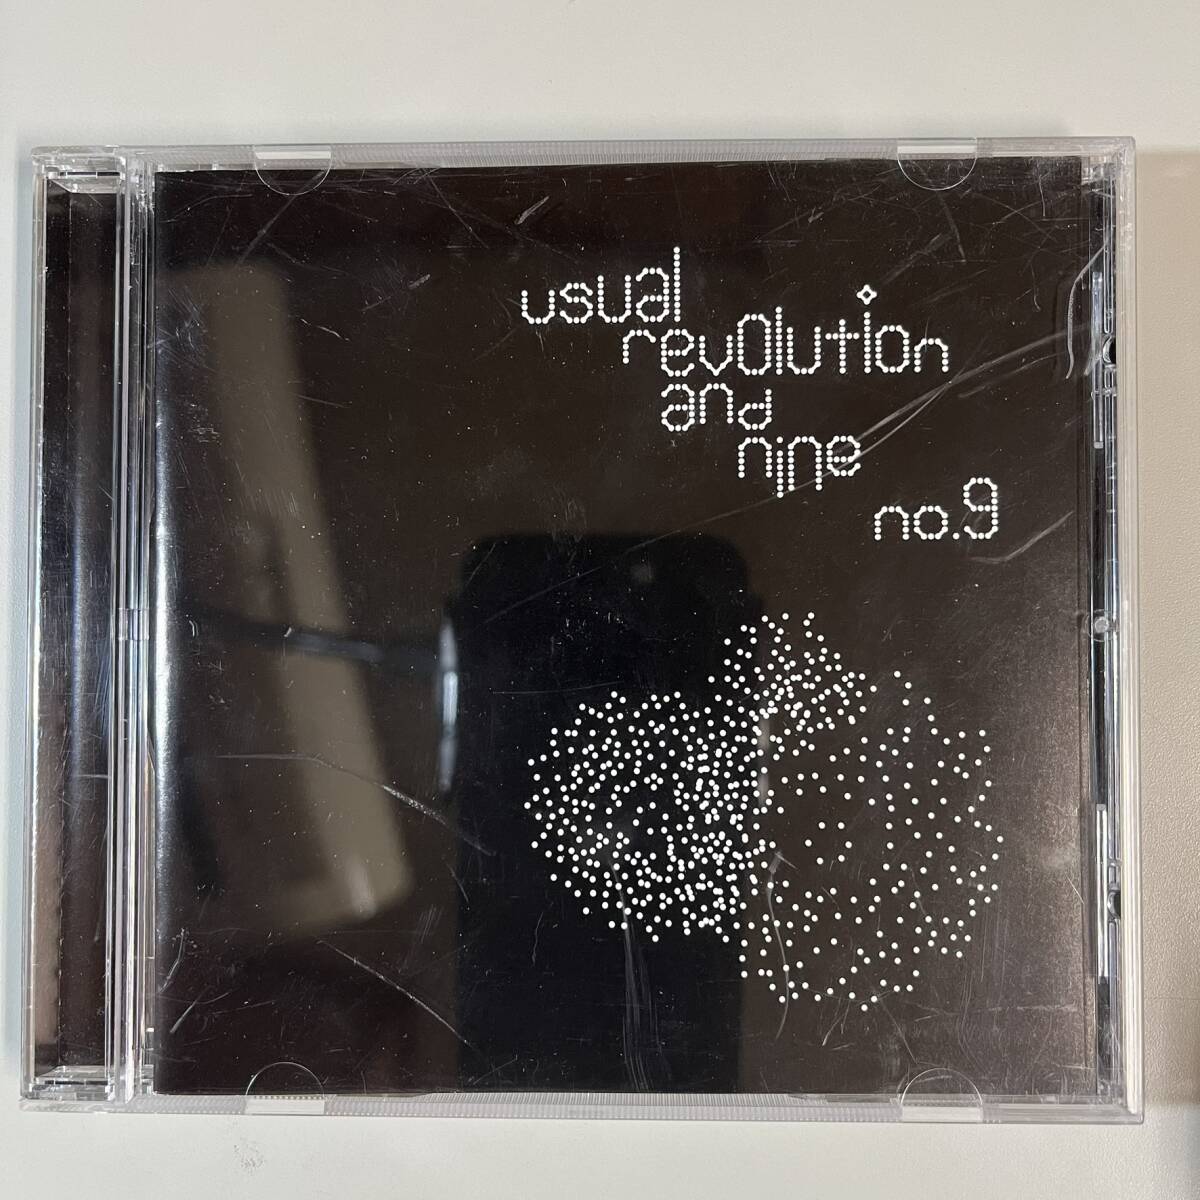 usual
revolution
and
nine
no.9